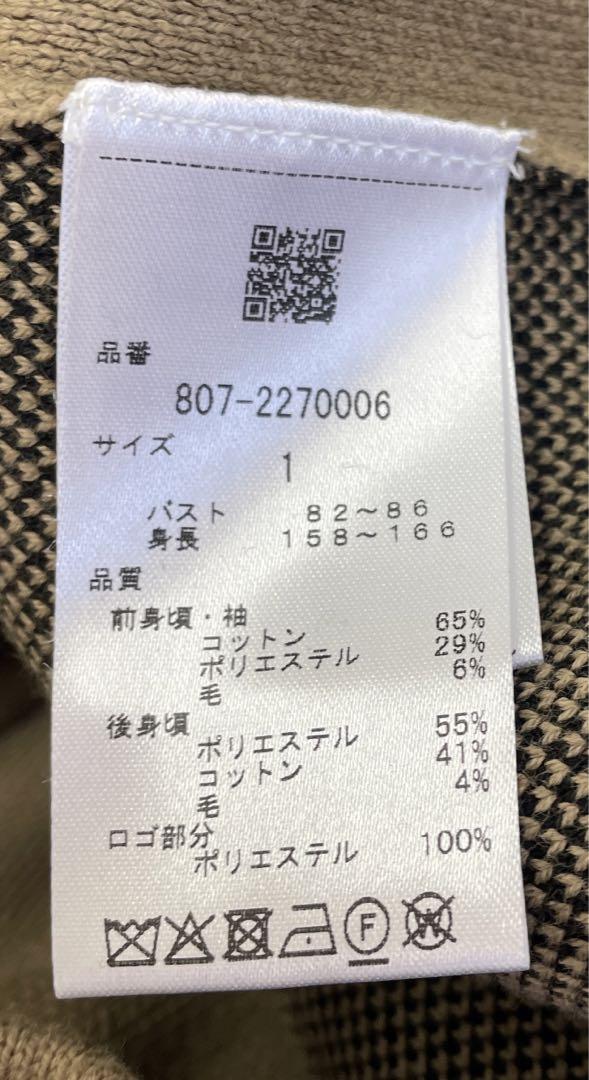 品番
807-2270006
サイズ
1
バスト 82～86
身長 158～166
品質
前身頃・袖
コットン 65%
ポリエステル 29%
毛 6%
後身頃
ポリエステル 55%
コットン 41%
毛 4%
ロゴ部分
ポリエステル 100%
F W